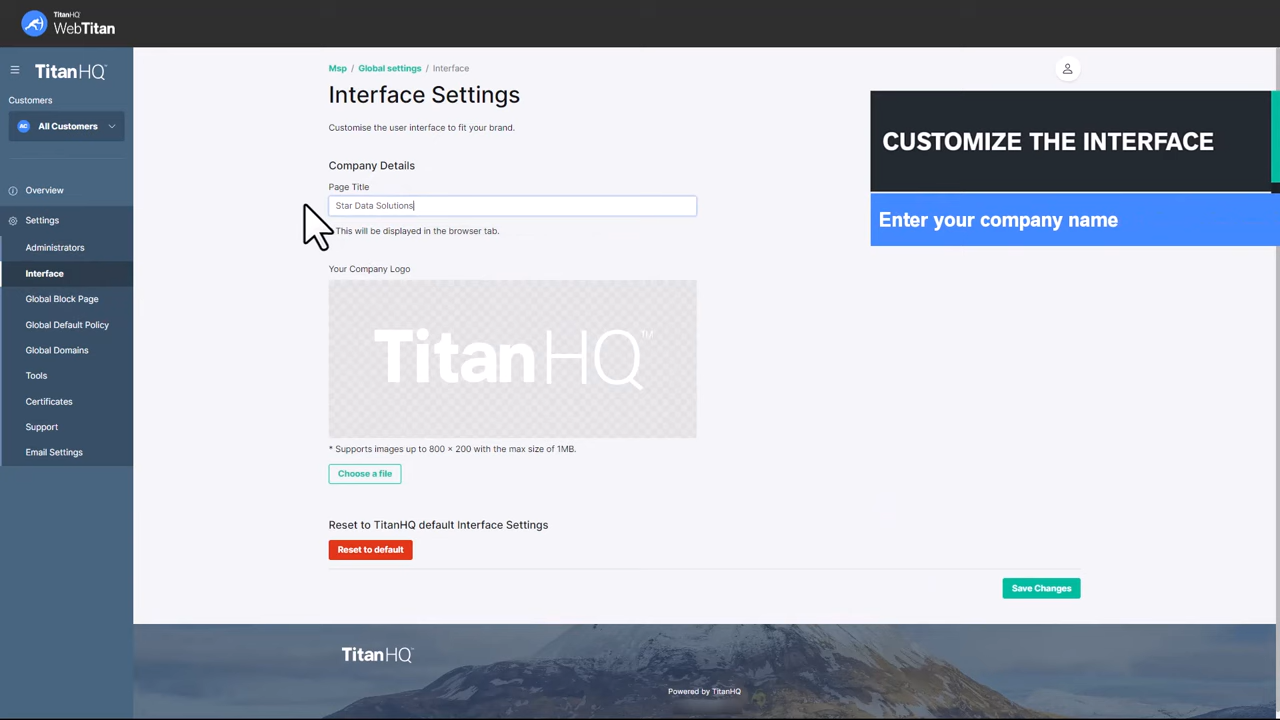 TitanHQ
WebTitan
TitanHQ™
Customers
AC All Customers
Overview
Settings
Administrators
Interface
Global Block Page
Global Default Policy
Global Domains
Tools
Certificates
Support
Email Settings
Msp / Global settings / Interface
Interface Settings
Customise the user interface to fit your brand.
Company Details
Page Title
Star Data Solutions
This will be displayed in the browser tab.
Your Company Logo
TitanHQ™
* Supports images up to 800 × 200 with the max size of 1MB.
Choose a file
Reset to TitanHQ default Interface Settings
Reset to default
Save Changes
CUSTOMIZE THE INTERFACE
Enter your company name
TitanHQ™
Powered by TitanHQ